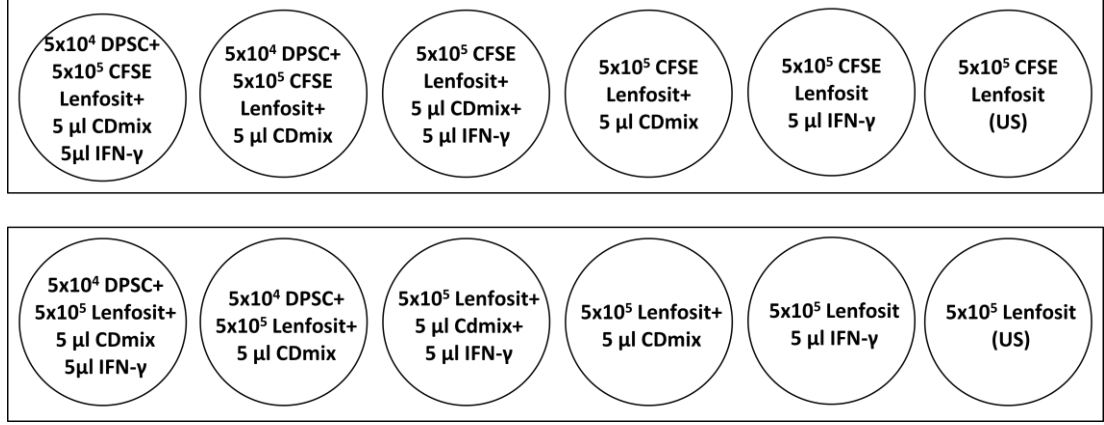 5x10⁴ DPSC+
5x10⁵ CFSE
Lenfosit+
5 µl CDmix
5µl IFN-γ
5x10⁴ DPSC+
5x10⁵ CFSE
Lenfosit+
5 µl CDmix
5x10⁵ CFSE
Lenfosit+
5 µl CDmix+
5 µl IFN-γ
5x10⁵ CFSE
Lenfosit+
5 µl CDmix
5x10⁵ CFSE
Lenfosit
5 µl IFN-γ
5x10⁵ CFSE
Lenfosit
(US)
5x10⁴ DPSC+
5x10⁵ Lenfosit+
5 µl CDmix
5µl IFN-γ
5x10⁴ DPSC+
5x10⁵ Lenfosit+
5 µl CDmix
5x10⁵ Lenfosit+
5 µl Cdmix+
5 µl IFN-γ
5x10⁵ Lenfosit+
5 µl CDmix
5x10⁵ Lenfosit
5 µl IFN-γ
5x10⁵ Lenfosit
(US)